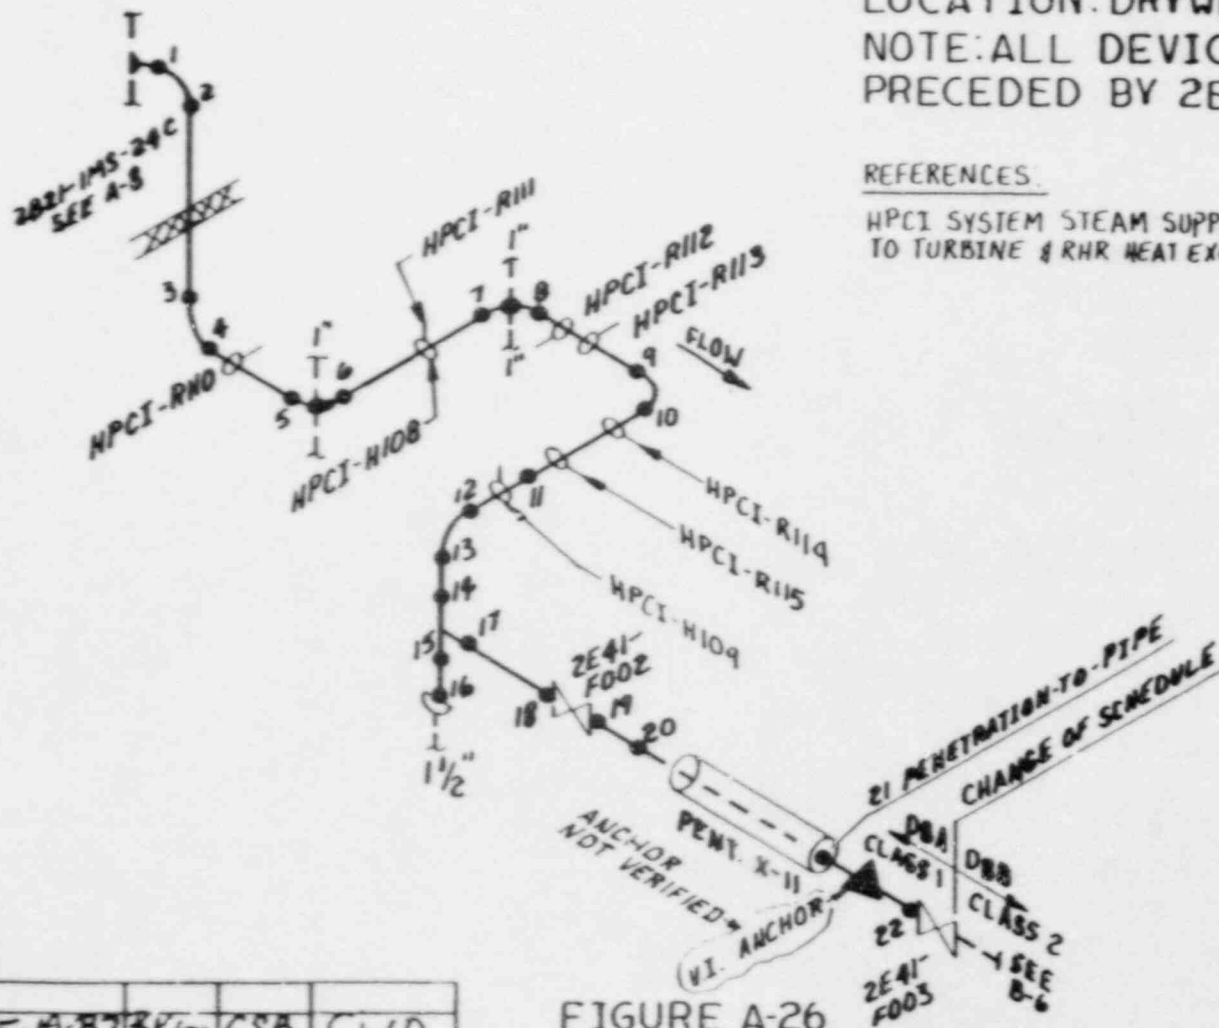 LOCATION: DRYW
NOTE: ALL DEVIC
PRECEDED BY 2E
REFERENCES.
HPCI SYSTEM STEAM SUPP
TO TURBINE & RHR HEAT EX
1
2
2B21-1MS-24C
SEE A-8
3
4
HPCI-R110
5
1"
6
HPCI-R111
HPCI-H108
7
1"
1"
8
HPCI-R112
HPCI-R113
FLOW
9
10
HPCI-R114
HPCI-R115
11
HPCI-H109
12
13
14
15
16
1 1/2"
17
18
2E41-
F002
19
20
PENT. X-11
21 PENETRATION-TO-PIPE
CHANGE OF SCHEDULE
DBA
CLASS 1
DBB
CLASS 2
ANCHOR
NOT VERIFIED*
V.I. ANCHOR
22
2E41-
F003
SEE
B-6
CSB
FIGURE A-26